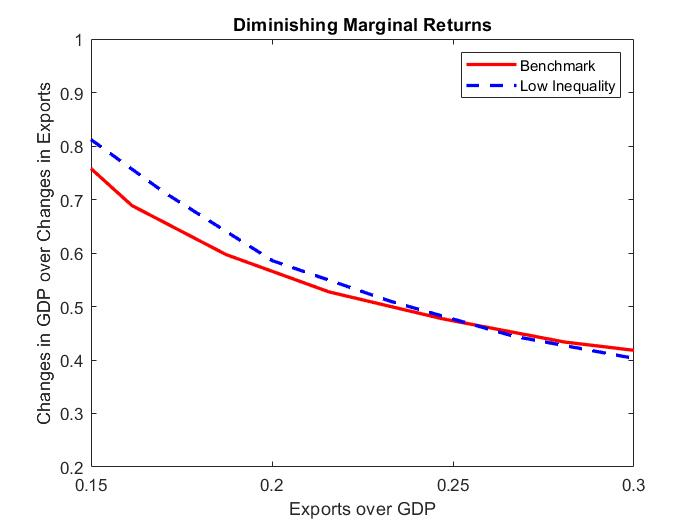 Diminishing Marginal Returns
Benchmark
Low Inequality
Changes in GDP over Changes in Exports
1
0.9
0.8
0.7
0.6
0.5
0.4
0.3
0.2
0.15
0.2
0.25
0.3
Exports over GDP